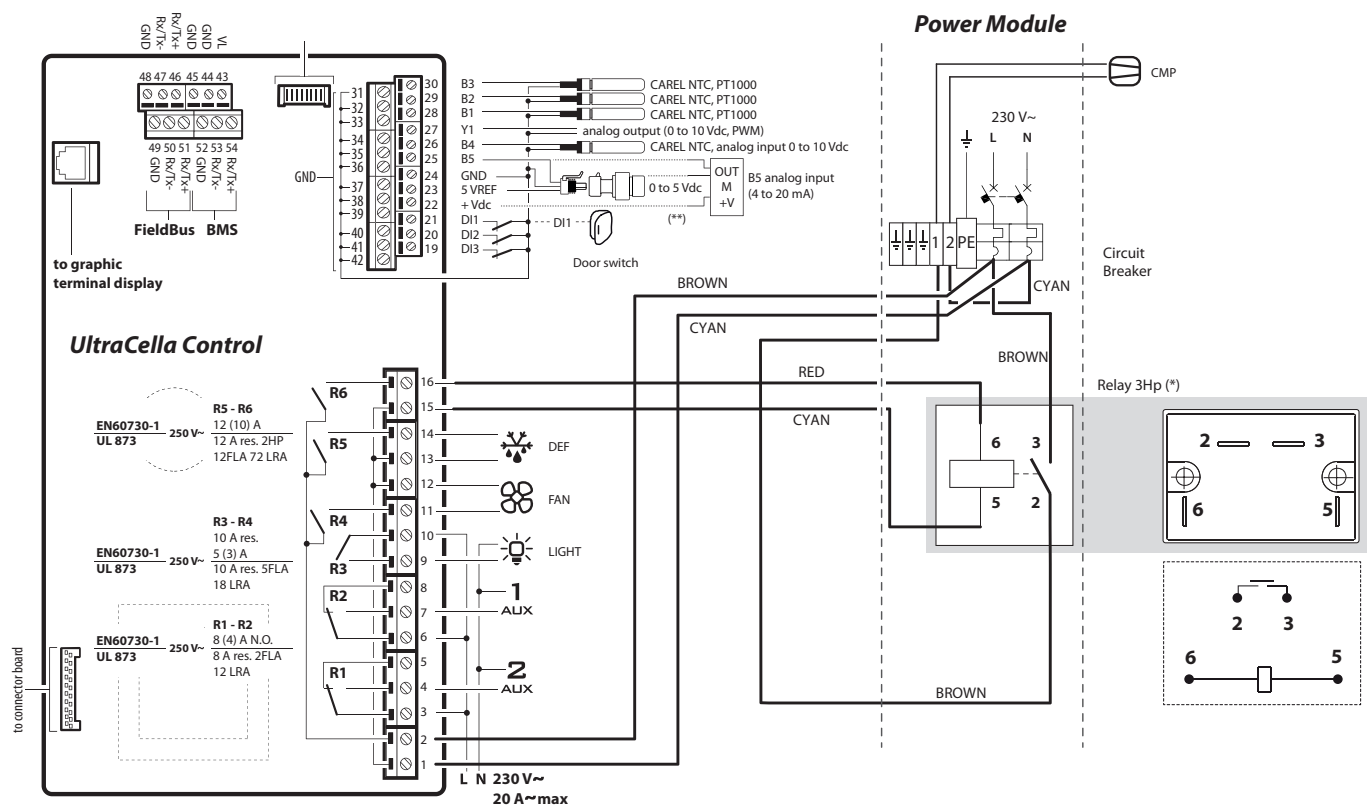 Power Module
GND
Rx/Tx-
Rx/Tx+
GND
GND
VL
48 47 46 45 44 43
49 50 51 52 53 54
GND
Rx/Tx-
Rx/Tx+
GND
Rx/Tx-
Rx/Tx+
FieldBus BMS
to graphic
terminal display
GND
31
32
33
34
35
36
37
38
39
40
41
42
30
29
28
27
26
25
24
23
22
21
20
19
B3
B2
B1
Y1
B4
B5
GND
5 VREF
+ Vdc
DI1
DI2
DI3
CAREL NTC, PT1000
CAREL NTC, PT1000
CAREL NTC, PT1000
analog output (0 to 10 Vdc, PWM)
CAREL NTC, analog input 0 to 10 Vdc
0 to 5 Vdc
OUT
M
+V
B5 analog input
(4 to 20 mA)
(**)
DI1
Door switch
CMP
230 V~
L N
1 2 PE
Circuit
Breaker
BROWN
CYAN
CYAN
BROWN
RED
CYAN
BROWN
Relay 3Hp (*)
6 3
5 2
2 3
6 5
2 3
6 5
UltraCella Control
EN60730-1
UL 873
250 V~
R5 - R6
12 (10) A
12 A res. 2HP
12FLA 72 LRA
EN60730-1
UL 873
250 V~
R3 - R4
10 A res.
5 (3) A
10 A res. 5FLA
18 LRA
EN60730-1
UL 873
250 V~
R1 - R2
8 (4) A N.O.
8 A res. 2FLA
12 LRA
to connector board
R6
R5
R4
R3
R2
R1
16
15
14
13
12
11
10
9
8
7
6
5
4
3
2
1
DEF
FAN
LIGHT
1
AUX
2
AUX
L N 230 V~
20 A~max